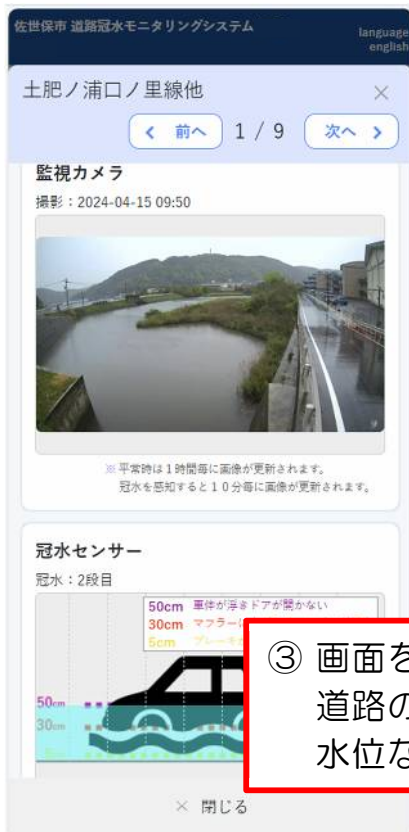 佐世保市 道路冠水モニタリングシステム
language
english
土肥ノ浦口ノ里線他
×
< 前へ 1 / 9 次へ >
監視カメラ
撮影：2024-04-15 09:50
※ 平常時は１時間毎に画像が更新されます。
冠水を感知すると１０分毎に画像が更新されます。
冠水センサー
冠水：2段目
50cm 車体が浮きドアが開かない
30cm マフラーに
5cm ブレーキ
50cm
30cm
③ 画面を
道路の
水位な
× 閉じる